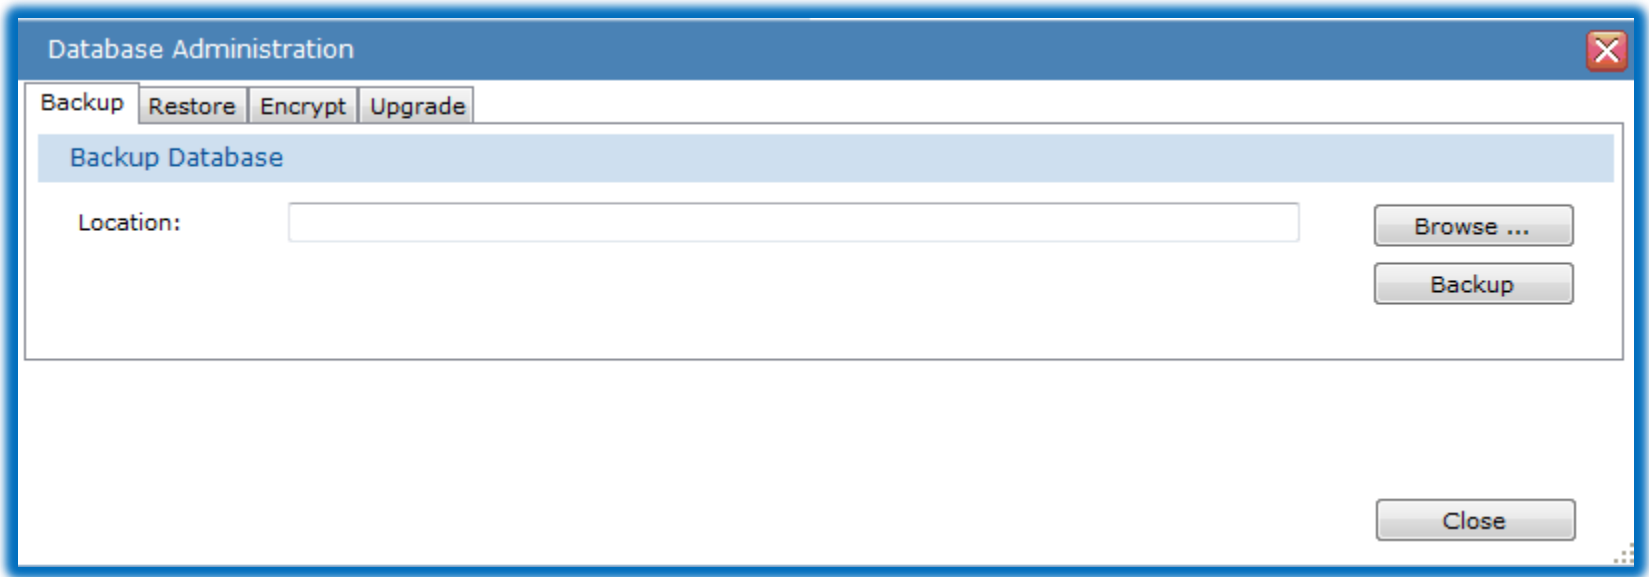 Database Administration
Backup Restore Encrypt Upgrade
Backup Database
Location:
Browse ...
Backup
Close